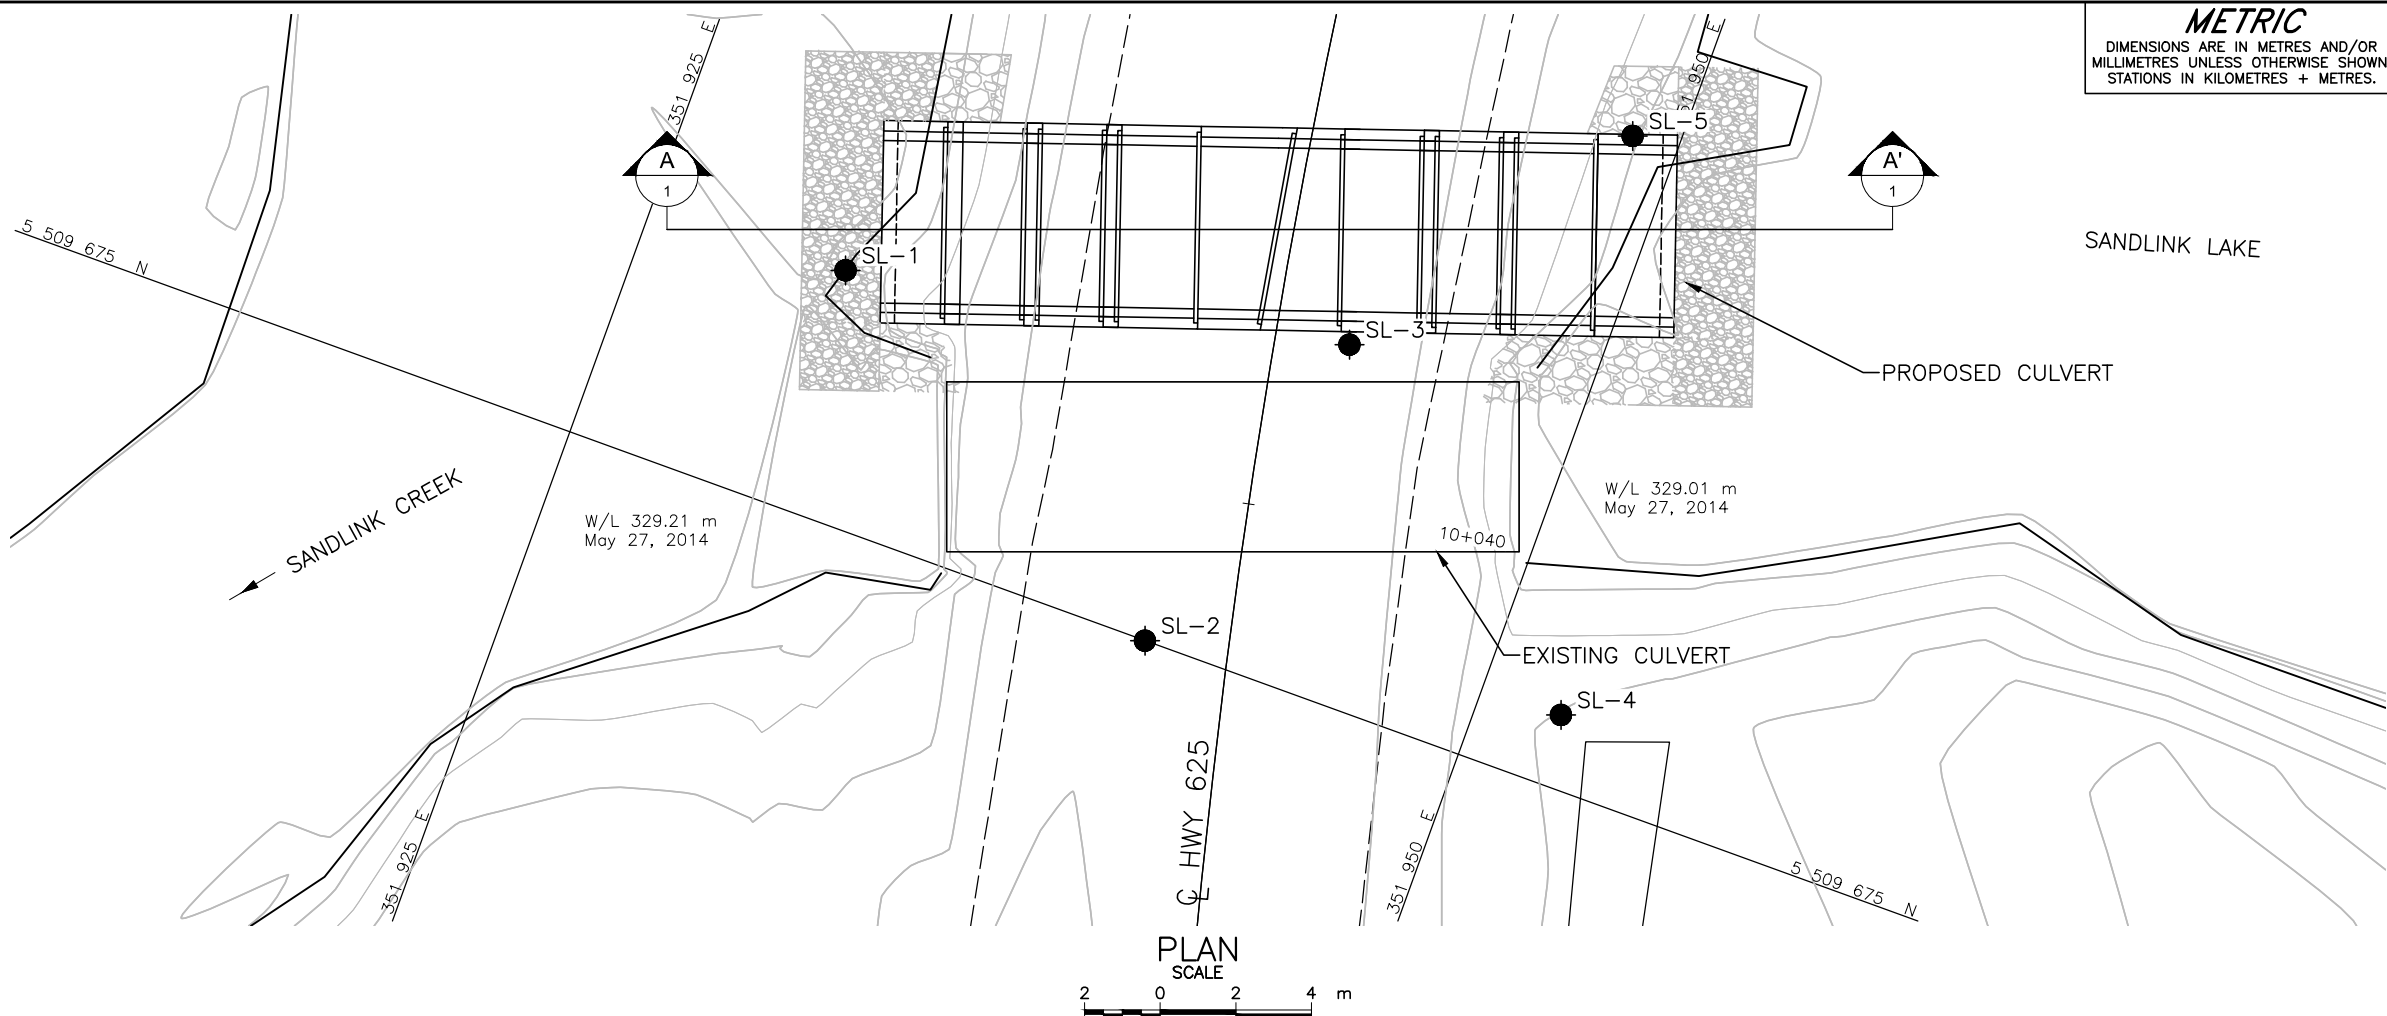 METRIC
DIMENSIONS ARE IN METRES AND/OR
MILLIMETRES UNLESS OTHERWISE SHOWN
STATIONS IN KILOMETRES + METRES.
351 925 E
351 950 E
SL-5
A
1
A'
1
5 509 675 N
SL-1
SANDLINK LAKE
SL-3
PROPOSED CULVERT
SANDLINK CREEK
W/L 329.21 m
May 27, 2014
W/L 329.01 m
May 27, 2014
10+040
SL-2
EXISTING CULVERT
SL-4
CL HWY 625
351 925 E
351 950 E
5 509 675 N
PLAN
SCALE
2 0 2 4 m